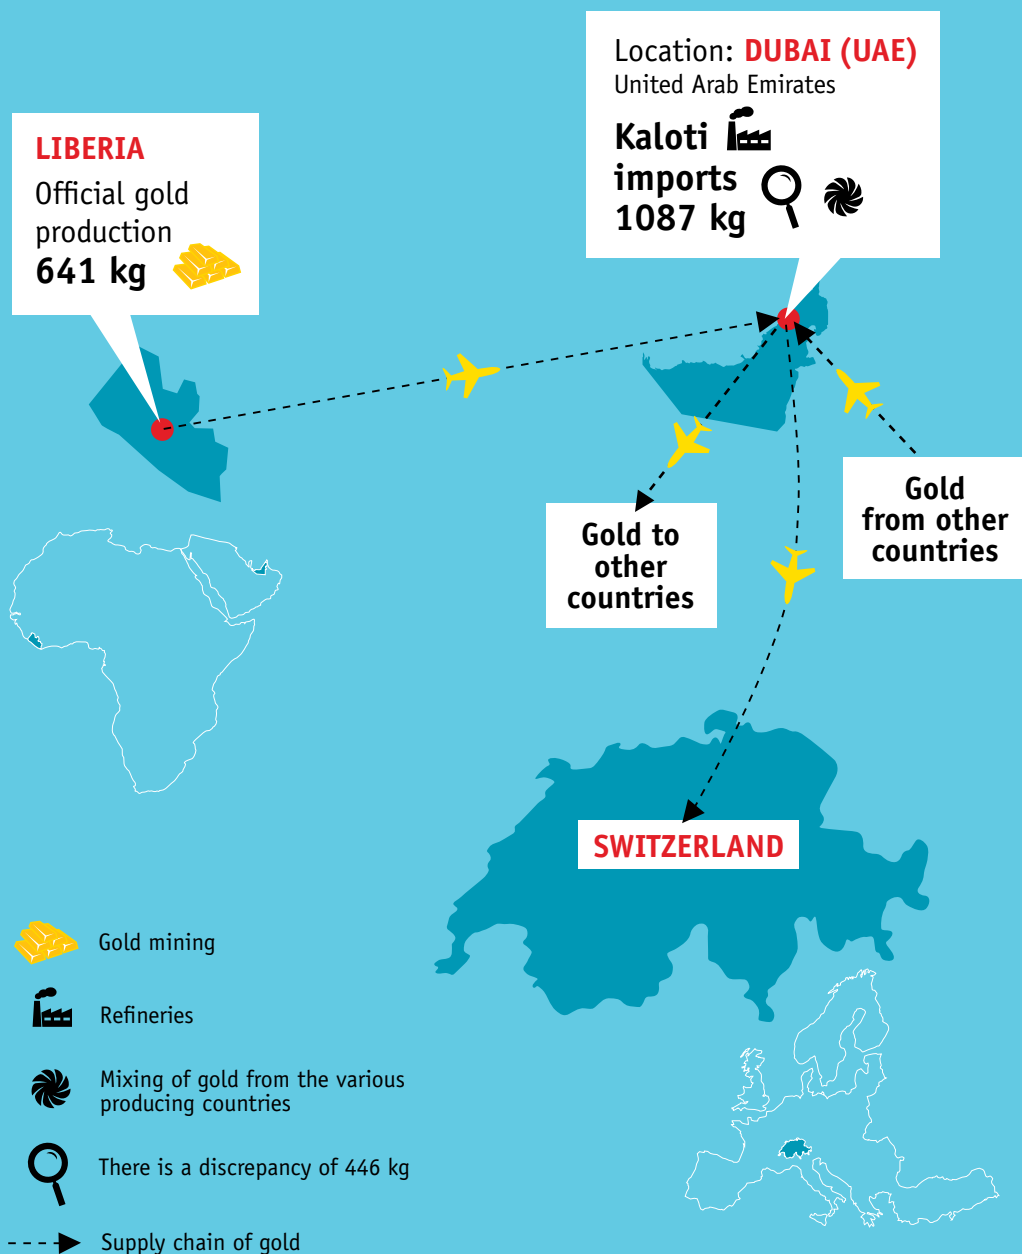 Location: DUBAI (UAE)
United Arab Emirates
Kaloti
imports
1087 kg
LIBERIA
Official gold
production
641 kg
Gold
from other
countries
Gold to
other
countries
SWITZERLAND
Gold mining
Refineries
Mixing of gold from the various
producing countries
There is a discrepancy of 446 kg
Supply chain of gold